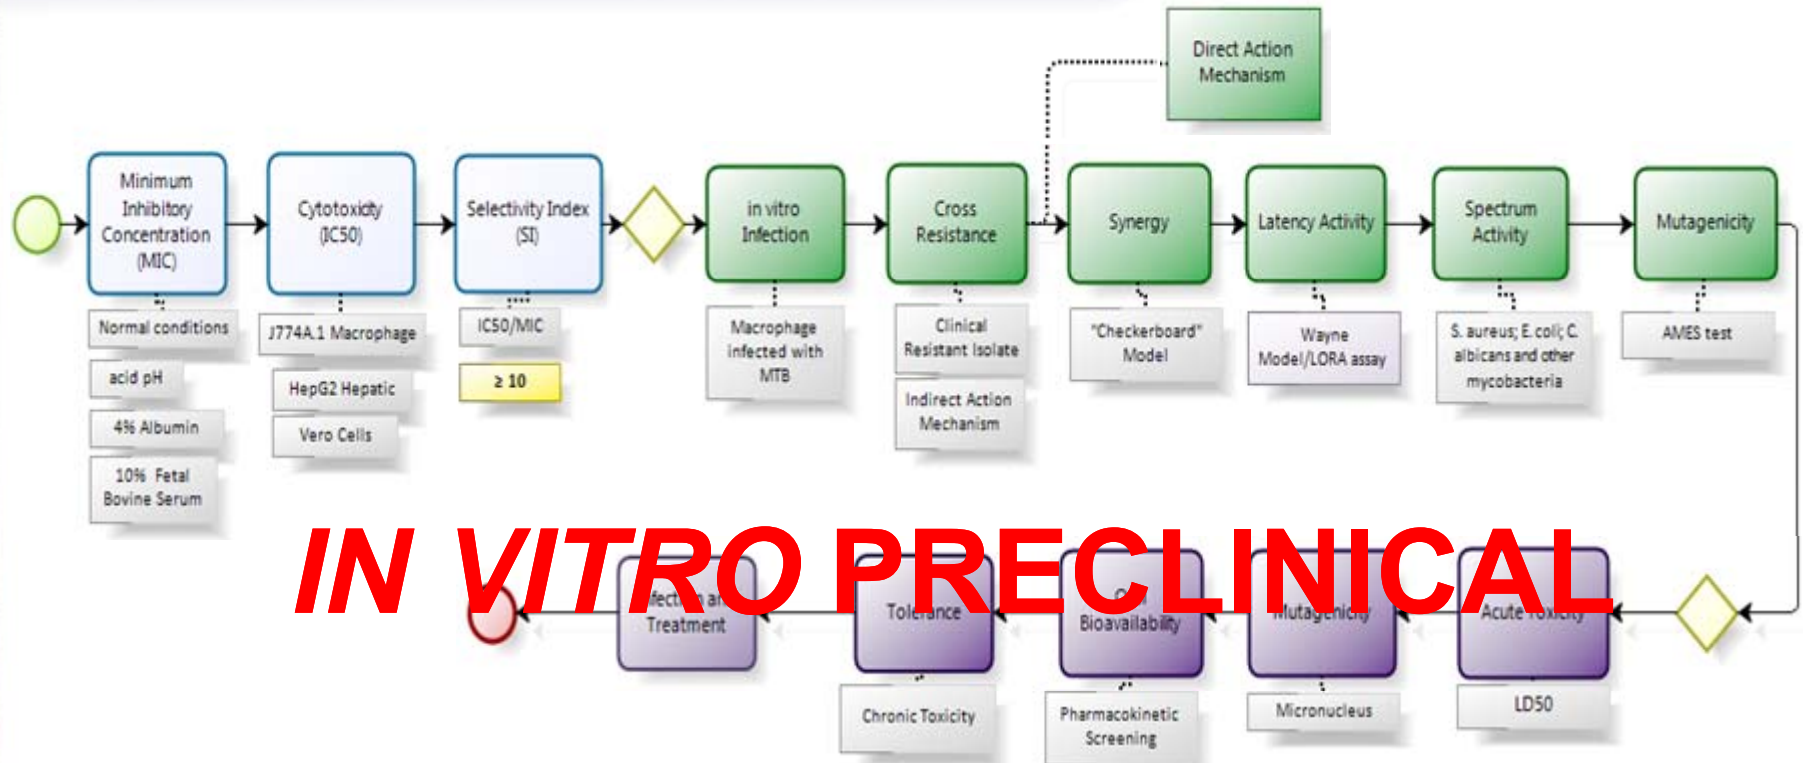 Direct Action
Mechanism
Minimum
Inhibitory
Concentration
(MIC)
Cytotoxicity
(IC50)
Selectivity Index
(SI)
in vitro
Infection
Cross
Resistance
Synergy
Latency Activity
Spectrum
Activity
Mutagenicity
Normal conditions
acid pH
4% Albumin
10% Fetal
Bovine Serum
J774A.1 Macrophage
HepG2 Hepatic
Vero Cells
IC50/MIC
≥ 10
Macrophage
infected with
MTB
Clinical
Resistant Isolate
Indirect Action
Mechanism
"Checkerboard"
Model
Wayne
Model/LORA assay
S. aureus; E. coli; C.
albicans and other
mycobacteria
AMES test
IN VITRO PRECLINICAL
Treatment
Tolerance
Bioavailability
Mutagenicity
Acute Toxicity
Chronic Toxicity
Pharmacokinetic
Screening
Micronucleus
LD50